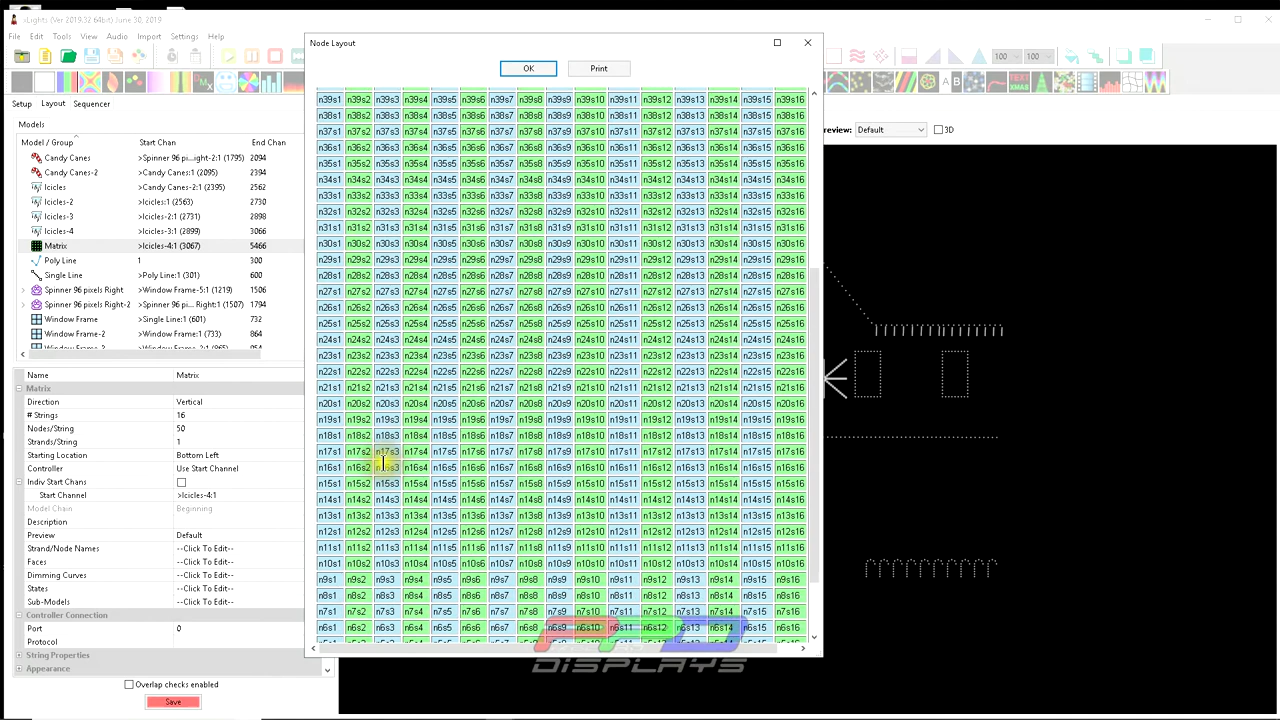 xLights (Ver 2019.32 64bit) June 30, 2019
File Edit Tools View Audio Import Settings Help
Node Layout
OK Print
100 100
TEXT XMAS
Setup Layout Sequencer
Preview: Default 3D
Models
Model / Group Start Chan End Chan
Candy Canes >Spinner 96 pi...ight-2:1 (1795) 2094
Candy Canes-2 >Candy Canes:1 (2095) 2394
Icicles >Candy Canes-2:1 (2395) 2562
Icicles-2 >Icicles:1 (2563) 2730
Icicles-3 >Icicles-2:1 (2731) 2898
Icicles-4 >Icicles-3:1 (2899) 3066
Matrix >Icicles-4:1 (3067) 5466
Poly Line 1 300
Single Line >Poly Line:1 (301) 600
Spinner 96 pixels Right >Window Frame-5:1 (1219) 1506
Spinner 96 pixels Right-2 >Spinner 96 pi... Right:1 (1507) 1794
Window Frame >Single Line:1 (601) 732
Window Frame-2 >Window Frame:1 (733) 864
Name Matrix
Matrix
Direction Vertical
# Strings 16
Nodes/String 50
Strands/String 1
Starting Location Bottom Left
Controller Use Start Channel
Indiv Start Chans
Start Channel >Icicles-4:1
Model Chain Beginning
Description
Preview Default
Strand/Node Names --Click To Edit--
Faces --Click To Edit--
Dimming Curves --Click To Edit--
States --Click To Edit--
Sub-Models --Click To Edit--
Controller Connection
Port 0
Protocol
String Properties
Appearance
Overlap checks enabled
Save
n39s1 n39s2 n39s3 n39s4 n39s5 n39s6 n39s7 n39s8 n39s9 n39s10 n39s11 n39s12 n39s13 n39s14 n39s15 n39s16
n38s1 n38s2 n38s3 n38s4 n38s5 n38s6 n38s7 n38s8 n38s9 n38s10 n38s11 n38s12 n38s13 n38s14 n38s15 n38s16
n37s1 n37s2 n37s3 n37s4 n37s5 n37s6 n37s7 n37s8 n37s9 n37s10 n37s11 n37s12 n37s13 n37s14 n37s15 n37s16
n36s1 n36s2 n36s3 n36s4 n36s5 n36s6 n36s7 n36s8 n36s9 n36s10 n36s11 n36s12 n36s13 n36s14 n36s15 n36s16
n35s1 n35s2 n35s3 n35s4 n35s5 n35s6 n35s7 n35s8 n35s9 n35s10 n35s11 n35s12 n35s13 n35s14 n35s15 n35s16
n34s1 n34s2 n34s3 n34s4 n34s5 n34s6 n34s7 n34s8 n34s9 n34s10 n34s11 n34s12 n34s13 n34s14 n34s15 n34s16
n33s1 n33s2 n33s3 n33s4 n33s5 n33s6 n33s7 n33s8 n33s9 n33s10 n33s11 n33s12 n33s13 n33s14 n33s15 n33s16
n32s1 n32s2 n32s3 n32s4 n32s5 n32s6 n32s7 n32s8 n32s9 n32s10 n32s11 n32s12 n32s13 n32s14 n32s15 n32s16
n31s1 n31s2 n31s3 n31s4 n31s5 n31s6 n31s7 n31s8 n31s9 n31s10 n31s11 n31s12 n31s13 n31s14 n31s15 n31s16
n30s1 n30s2 n30s3 n30s4 n30s5 n30s6 n30s7 n30s8 n30s9 n30s10 n30s11 n30s12 n30s13 n30s14 n30s15 n30s16
n29s1 n29s2 n29s3 n29s4 n29s5 n29s6 n29s7 n29s8 n29s9 n29s10 n29s11 n29s12 n29s13 n29s14 n29s15 n29s16
n28s1 n28s2 n28s3 n28s4 n28s5 n28s6 n28s7 n28s8 n28s9 n28s10 n28s11 n28s12 n28s13 n28s14 n28s15 n28s16
n27s1 n27s2 n27s3 n27s4 n27s5 n27s6 n27s7 n27s8 n27s9 n27s10 n27s11 n27s12 n27s13 n27s14 n27s15 n27s16
n26s1 n26s2 n26s3 n26s4 n26s5 n26s6 n26s7 n26s8 n26s9 n26s10 n26s11 n26s12 n26s13 n26s14 n26s15 n26s16
n25s1 n25s2 n25s3 n25s4 n25s5 n25s6 n25s7 n25s8 n25s9 n25s10 n25s11 n25s12 n25s13 n25s14 n25s15 n25s16
n24s1 n24s2 n24s3 n24s4 n24s5 n24s6 n24s7 n24s8 n24s9 n24s10 n24s11 n24s12 n24s13 n24s14 n24s15 n24s16
n23s1 n23s2 n23s3 n23s4 n23s5 n23s6 n23s7 n23s8 n23s9 n23s10 n23s11 n23s12 n23s13 n23s14 n23s15 n23s16
n22s1 n22s2 n22s3 n22s4 n22s5 n22s6 n22s7 n22s8 n22s9 n22s10 n22s11 n22s12 n22s13 n22s14 n22s15 n22s16
n21s1 n21s2 n21s3 n21s4 n21s5 n21s6 n21s7 n21s8 n21s9 n21s10 n21s11 n21s12 n21s13 n21s14 n21s15 n21s16
n20s1 n20s2 n20s3 n20s4 n20s5 n20s6 n20s7 n20s8 n20s9 n20s10 n20s11 n20s12 n20s13 n20s14 n20s15 n20s16
n19s1 n19s2 n19s3 n19s4 n19s5 n19s6 n19s7 n19s8 n19s9 n19s10 n19s11 n19s12 n19s13 n19s14 n19s15 n19s16
n18s1 n18s2 n18s3 n18s4 n18s5 n18s6 n18s7 n18s8 n18s9 n18s10 n18s11 n18s12 n18s13 n18s14 n18s15 n18s16
n17s1 n17s2 n17s3 n17s4 n17s5 n17s6 n17s7 n17s8 n17s9 n17s10 n17s11 n17s12 n17s13 n17s14 n17s15 n17s16
n16s1 n16s2 n16s3 n16s4 n16s5 n16s6 n16s7 n16s8 n16s9 n16s10 n16s11 n16s12 n16s13 n16s14 n16s15 n16s16
n15s1 n15s2 n15s3 n15s4 n15s5 n15s6 n15s7 n15s8 n15s9 n15s10 n15s11 n15s12 n15s13 n15s14 n15s15 n15s16
n14s1 n14s2 n14s3 n14s4 n14s5 n14s6 n14s7 n14s8 n14s9 n14s10 n14s11 n14s12 n14s13 n14s14 n14s15 n14s16
n13s1 n13s2 n13s3 n13s4 n13s5 n13s6 n13s7 n13s8 n13s9 n13s10 n13s11 n13s12 n13s13 n13s14 n13s15 n13s16
n12s1 n12s2 n12s3 n12s4 n12s5 n12s6 n12s7 n12s8 n12s9 n12s10 n12s11 n12s12 n12s13 n12s14 n12s15 n12s16
n11s1 n11s2 n11s3 n11s4 n11s5 n11s6 n11s7 n11s8 n11s9 n11s10 n11s11 n11s12 n11s13 n11s14 n11s15 n11s16
n10s1 n10s2 n10s3 n10s4 n10s5 n10s6 n10s7 n10s8 n10s9 n10s10 n10s11 n10s12 n10s13 n10s14 n10s15 n10s16
n9s1 n9s2 n9s3 n9s4 n9s5 n9s6 n9s7 n9s8 n9s9 n9s10 n9s11 n9s12 n9s13 n9s14 n9s15 n9s16
n8s1 n8s2 n8s3 n8s4 n8s5 n8s6 n8s7 n8s8 n8s9 n8s10 n8s11 n8s12 n8s13 n8s14 n8s15 n8s16
n7s1 n7s2 n7s3 n7s4 n7s5 n7s6 n7s7 n7s8 n7s9 n7s10 n7s11 n7s12 n7s13 n7s14 n7s15 n7s16
n6s1 n6s2 n6s3 n6s4 n6s5 n6s6 n6s7 n6s8 n6s9 n6s10 n6s11 n6s12 n6s13 n6s14 n6s15 n6s16
DISPLAYS